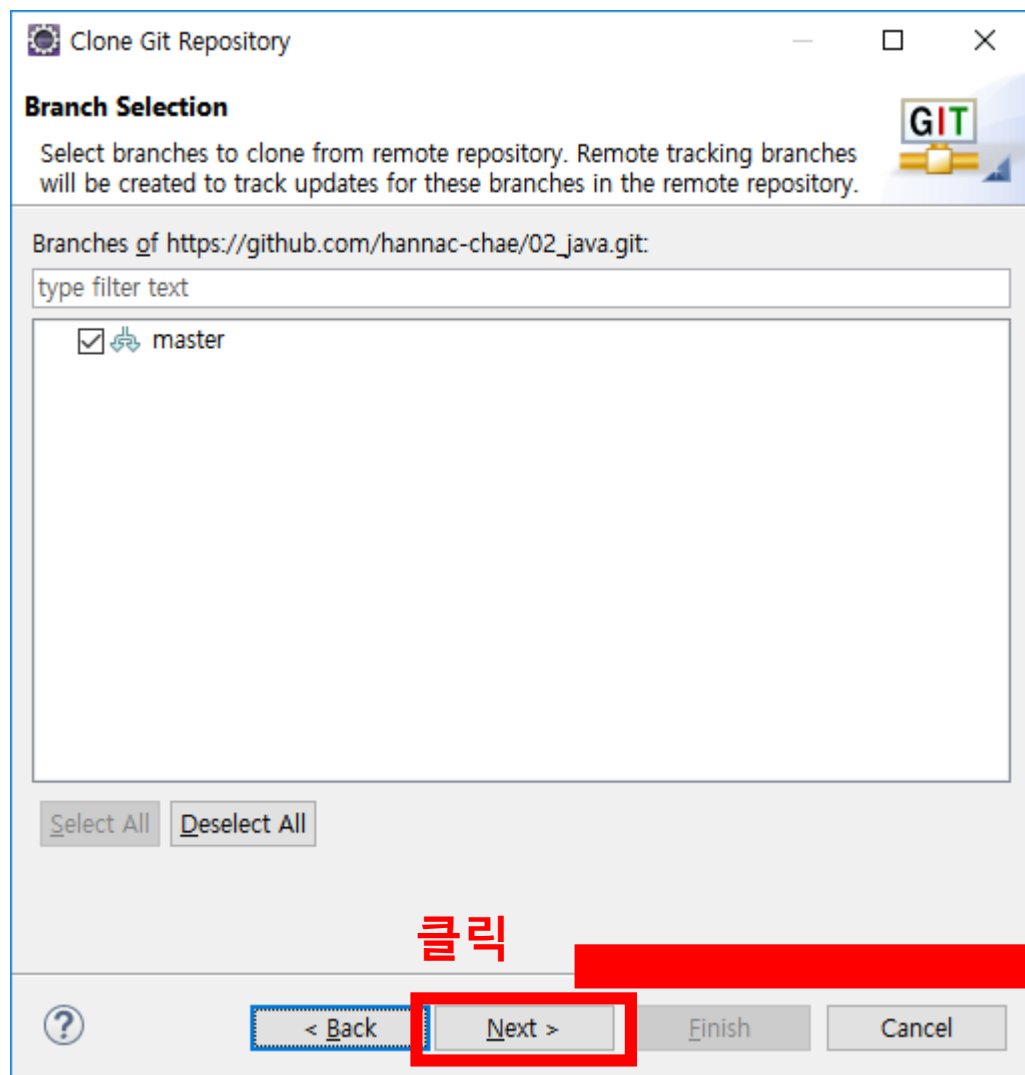 Clone Git Repository
Branch Selection
GIT
Select branches to clone from remote repository. Remote tracking branches
will be created to track updates for these branches in the remote repository.
Branches of https://github.com/hannac-chae/02_java.git:
type filter text
master
Select All
Deselect All
클릭
?
< Back
Next >
Finish
Cancel